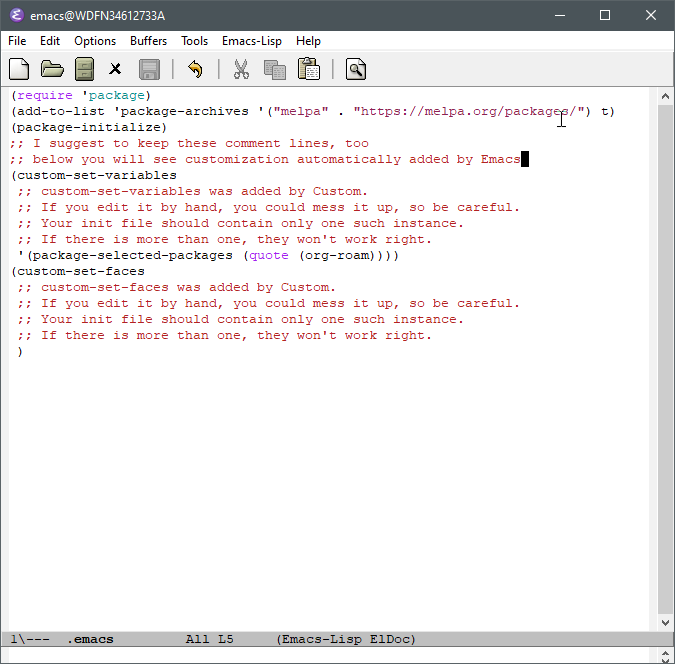 emacs@WDFN34612733A
File Edit Options Buffers Tools Emacs-Lisp Help
(require 'package)
(add-to-list 'package-archives '("melpa" . "https://melpa.org/packages/") t)
(package-initialize)
;; I suggest to keep these comment lines, too
;; below you will see customization automatically added by Emacs
(custom-set-variables
 ;; custom-set-variables was added by Custom.
 ;; If you edit it by hand, you could mess it up, so be careful.
 ;; Your init file should contain only one such instance.
 ;; If there is more than one, they won't work right.
 '(package-selected-packages (quote (org-roam))))
(custom-set-faces
 ;; custom-set-faces was added by Custom.
 ;; If you edit it by hand, you could mess it up, so be careful.
 ;; Your init file should contain only one such instance.
 ;; If there is more than one, they won't work right.
 )
1\--- .emacs All L5 (Emacs-Lisp ElDoc)